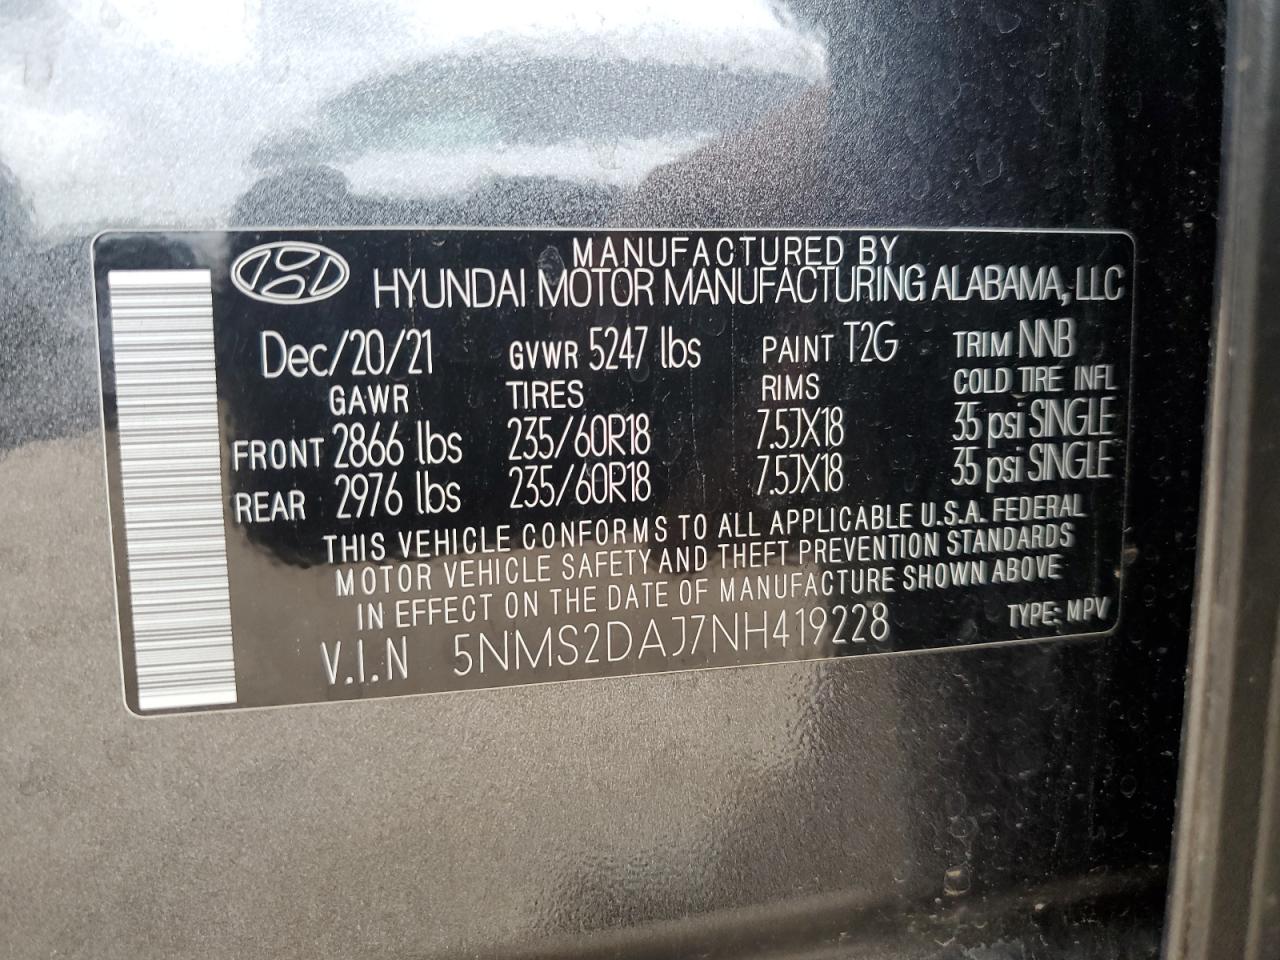 MANUFACTURED BY
HYUNDAI MOTOR MANUFACTURING ALABAMA, LLC
Dec/20/21 GVWR 5247 lbs PAINT T2G TRIM NNB
GAWR TIRES RIMS COLD TIRE INFL
FRONT 2866 lbs 235/60R18 7.5JX18 35 psi SINGLE
REAR 2976 lbs 235/60R18 7.5JX18 35 psi SINGLE
THIS VEHICLE CONFORMS TO ALL APPLICABLE U.S.A. FEDERAL
MOTOR VEHICLE SAFETY AND THEFT PREVENTION STANDARDS
IN EFFECT ON THE DATE OF MANUFACTURE SHOWN ABOVE
V.I.N 5NMS2DAJ7NH419228 TYPE: MPV